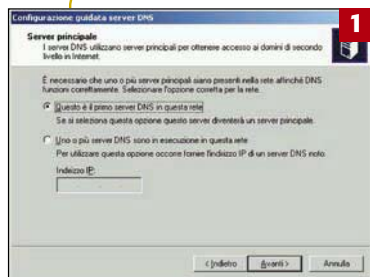 Configurazione guidata server DNS
1
Server principale
I server DNS utilizzano server principali per ottenere accesso ai domini di secondo
livello in Internet.
È necessario che uno o più server principali siano presenti nella rete affinché DNS
funzioni correttamente. Selezionare l'opzione corretta per la rete.
Questo è il primo server DNS in questa rete
Se si seleziona questa opzione questo server diventerà un server principale.
Uno o più server DNS sono in esecuzione in questa rete
Per utilizzare questa opzione occorre fornire l'indirizzo IP di un server DNS noto.
Indirizzo IP:
< Indietro
Avanti >
Annulla